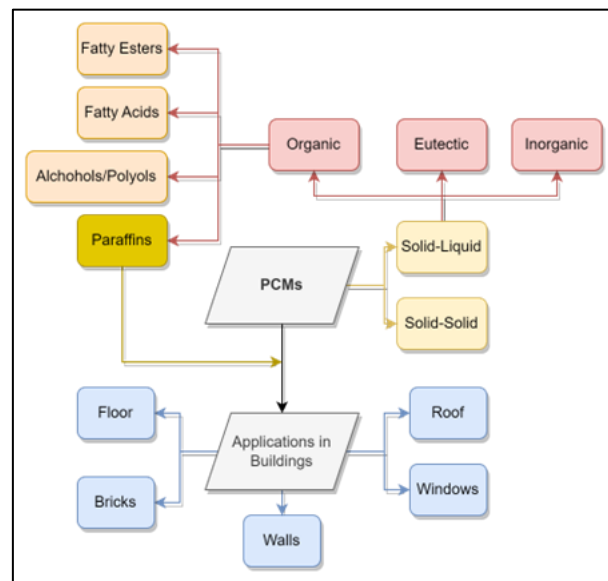 Fatty Esters
Fatty Acids
Alchohols/Polyols
Paraffins
Organic
Eutectic
Inorganic
Solid-Liquid
Solid-Solid
PCMs
Applications in
Buildings
Floor
Bricks
Walls
Roof
Windows